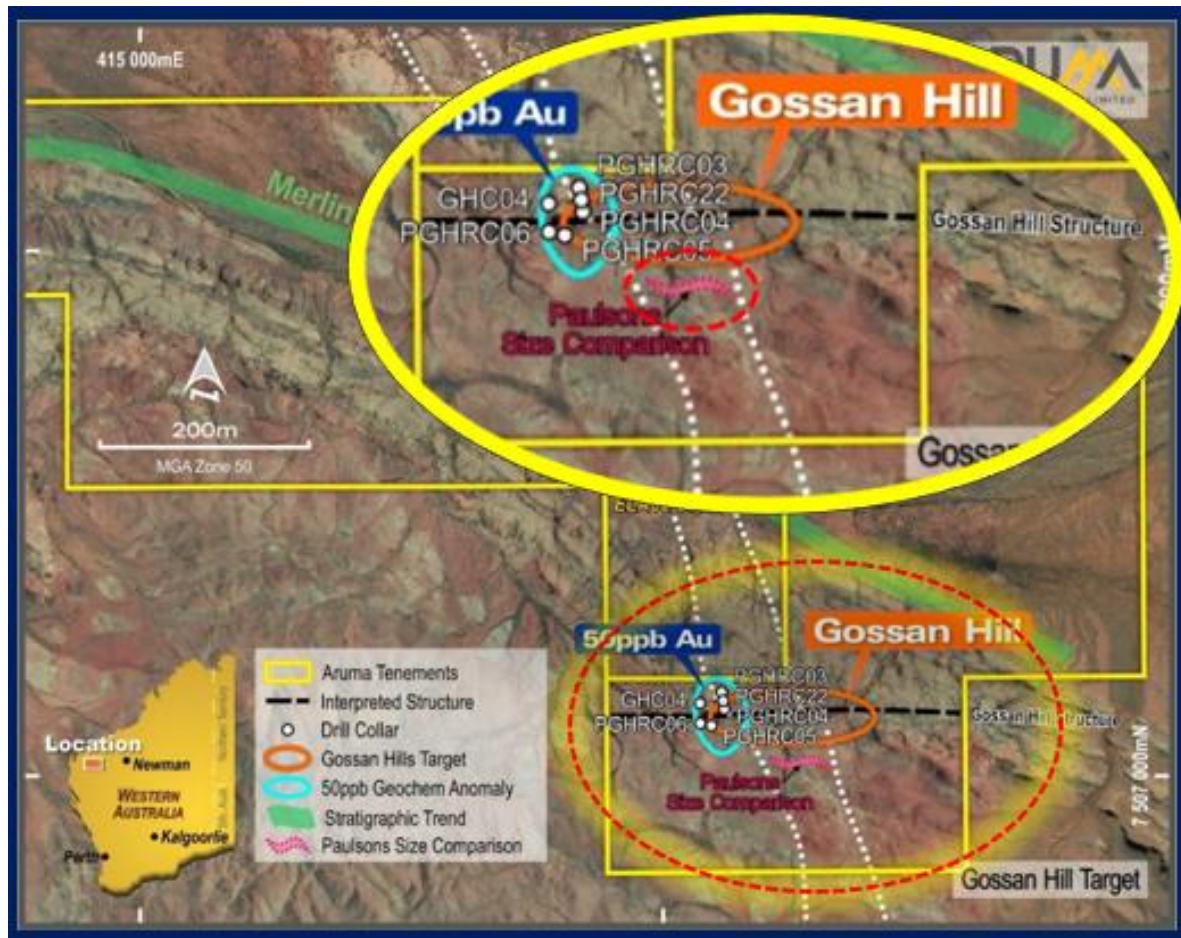 415 000mE
UMA
LIMITED
Gossan Hill
pb Au
PGHRC03
GHC04
PGHRC22
PGHRC04
PGHRC06
PGHRC05
Gossan Hill Structure
Merlin
Paulsons
Size Comparison
200m
MGA Zone 50
Gossan
50ppb Au
Gossan Hill
PGHRC03
GHC04
PGHRC22
PGHRC04
PGHRC06
PGHRC05
Gossan Hill Structure
Paulsons
Size Comparison
7 507 000mN
Gossan Hill Target
Aruma Tenements
Interpreted Structure
Drill Collar
Gossan Hills Target
50ppb Geochem Anomaly
Stratigraphic Trend
Paulsons Size Comparison
Location
Newman
WESTERN
AUSTRALIA
Kalgoorlie
Perth